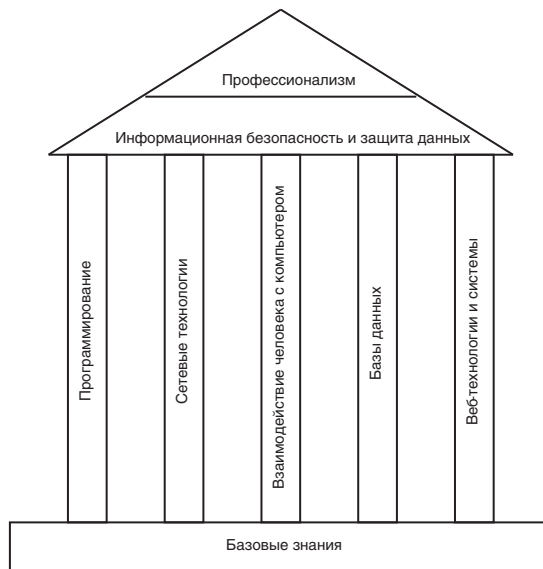 Профессионализм
Информационная безопасность и защита данных
Программирование
Сетевые технологии
Взаимодействие человека с компьютером
Базы данных
Веб-технологии и системы
Базовые знания